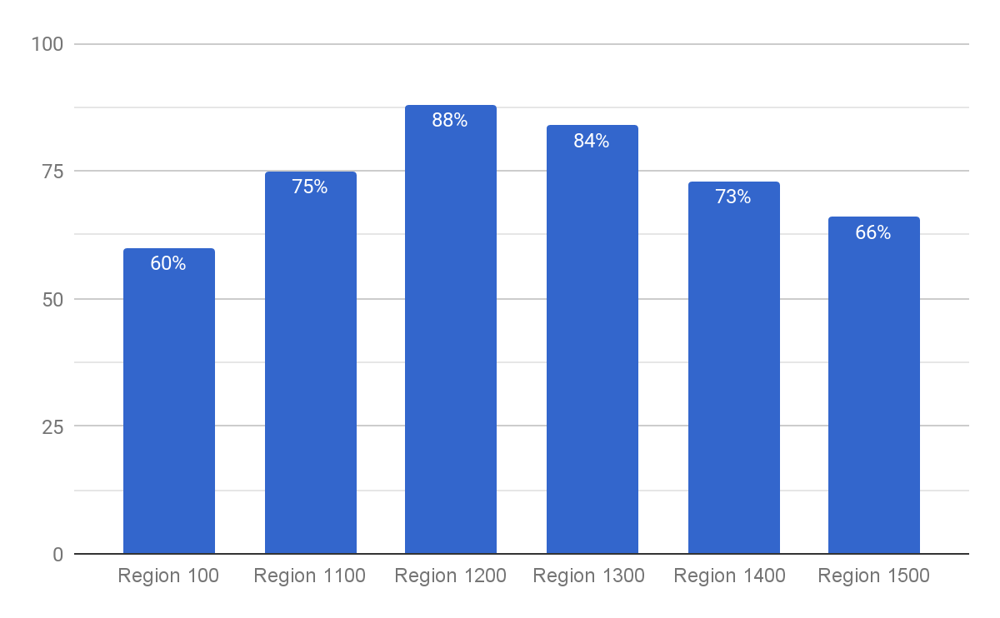 100
75
50
25
0
60%
75%
88%
84%
73%
66%
Region 100
Region 1100
Region 1200
Region 1300
Region 1400
Region 1500